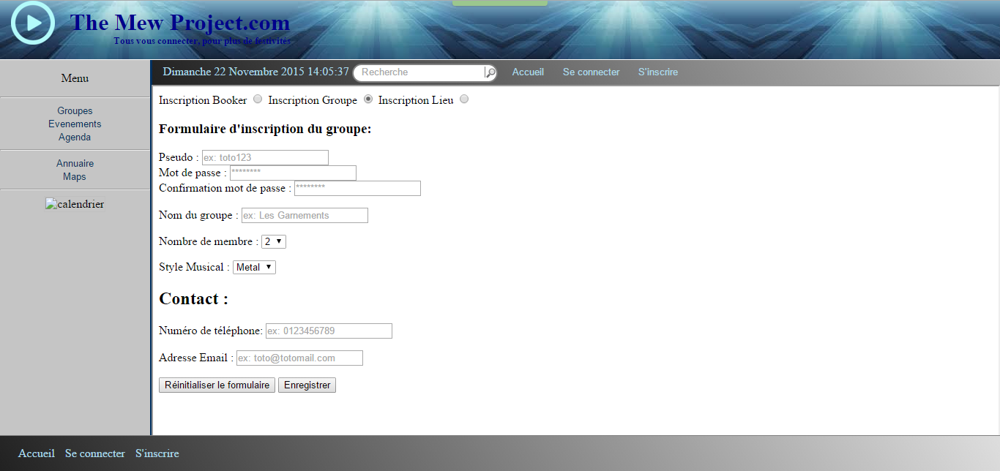 The Mew Project.com
Tous vous connecter, pour plus de festivités
Menu
Groupes
Evenements
Agenda
Annuaire
Maps
calendrier
Dimanche 22 Novembre 2015 14:05:37 Recherche Accueil Se connecter S'inscrire
Inscription Booker Inscription Groupe Inscription Lieu
Formulaire d'inscription du groupe:
Pseudo : ex: toto123
Mot de passe : ********
Confirmation mot de passe : ********
Nom du groupe : ex: Les Garnements
Nombre de membre : 2
Style Musical : Metal
Contact :
Numéro de téléphone: ex: 0123456789
Adresse Email : ex: toto@totomail.com
Réinitialiser le formulaire Enregistrer
Accueil Se connecter S'inscrire